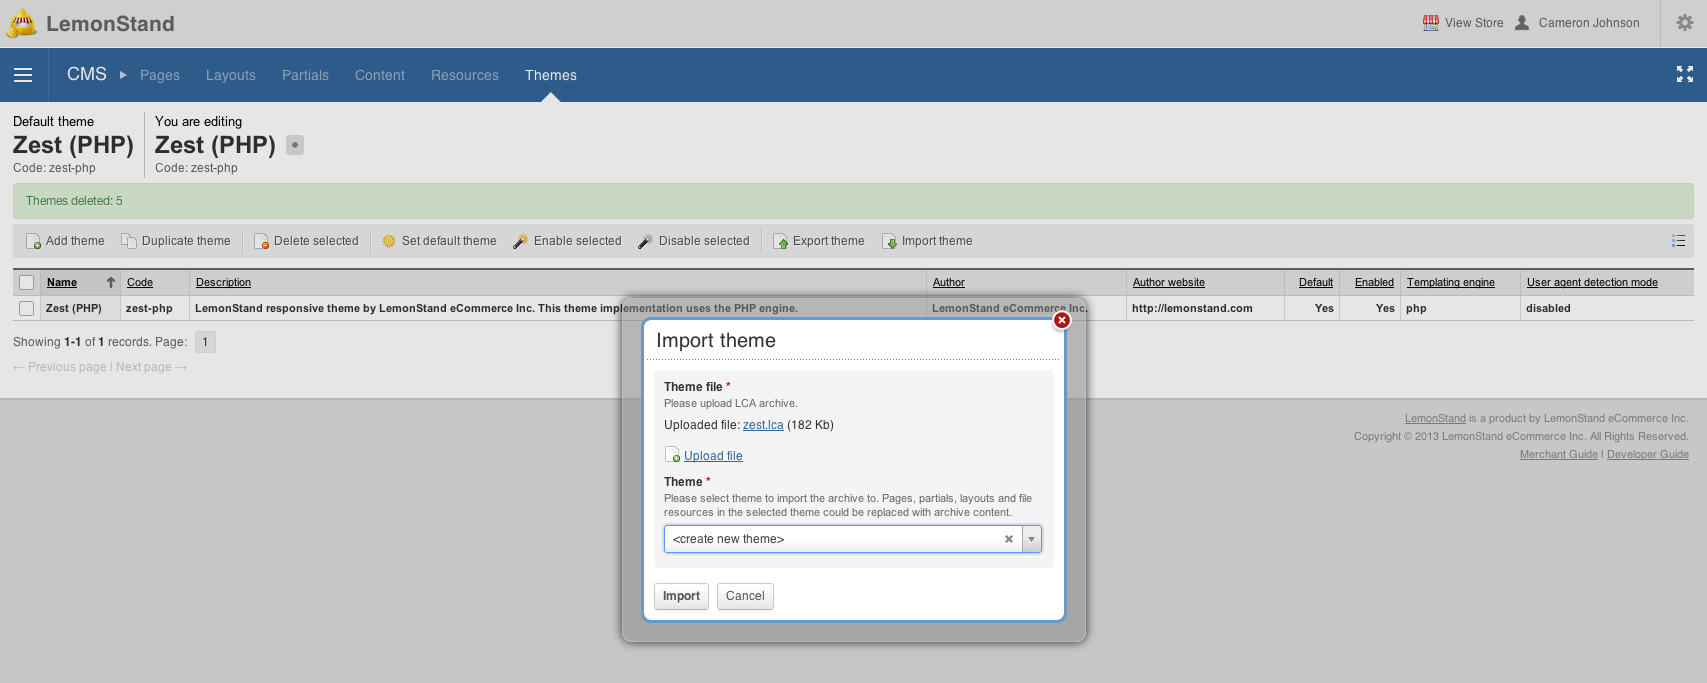 LemonStand
View Store
Cameron Johnson
CMS Pages Layouts Partials Content Resources Themes
Default theme
Zest (PHP)
Code: zest-php
You are editing
Zest (PHP)
Code: zest-php
Themes deleted: 5
Add theme Duplicate theme Delete selected Set default theme Enable selected Disable selected Export theme Import theme
Name Code Description Author Author website Default Enabled Templating engine User agent detection mode
Zest (PHP) zest-php LemonStand responsive theme by LemonStand eCommerce Inc. This theme implementation uses the PHP engine. LemonStand eCommerce Inc. http://lemonstand.com Yes Yes php disabled
Showing 1-1 of 1 records. Page: 1
← Previous page | Next page →
Import theme
Theme file *
Please upload LCA archive.
Uploaded file: zest.lca (182 Kb)
Upload file
Theme *
Please select theme to import the archive to. Pages, partials, layouts and file
resources in the selected theme could be replaced with archive content.
<create new theme>
Import Cancel
LemonStand is a product by LemonStand eCommerce Inc.
Copyright © 2013 LemonStand eCommerce Inc. All Rights Reserved.
Merchant Guide | Developer Guide